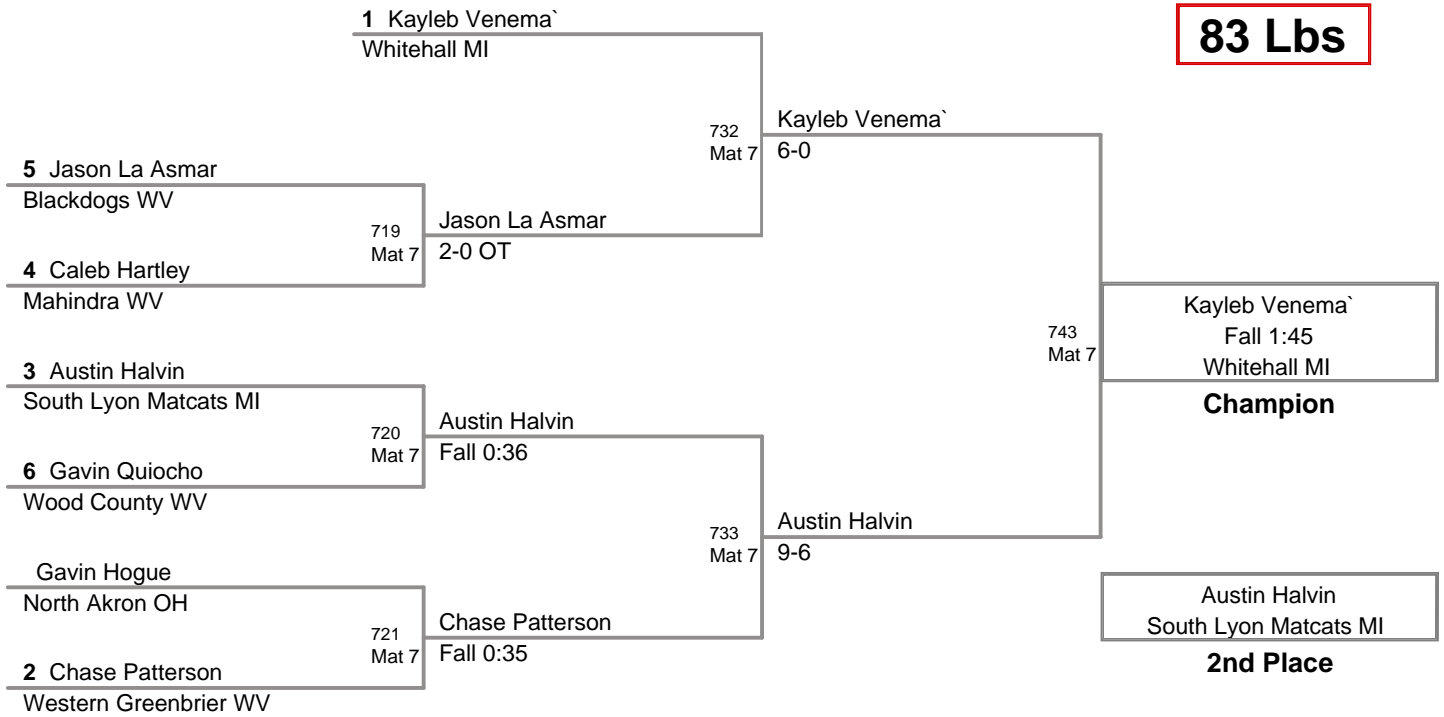 1 Kayleb Venema`
Whitehall MI
83 Lbs
732
Mat 7
Kayleb Venema`
6-0
5 Jason La Asmar
Blackdogs WV
719
Mat 7
Jason La Asmar
2-0 OT
4 Caleb Hartley
Mahindra WV
743
Mat 7
Kayleb Venema`
Fall 1:45
Whitehall MI
Champion
3 Austin Halvin
South Lyon Matcats MI
720
Mat 7
Austin Halvin
Fall 0:36
6 Gavin Quiocho
Wood County WV
733
Mat 7
Austin Halvin
9-6
Gavin Hogue
North Akron OH
721
Mat 7
Chase Patterson
Fall 0:35
2 Chase Patterson
Western Greenbrier WV
Austin Halvin
South Lyon Matcats MI
2nd Place